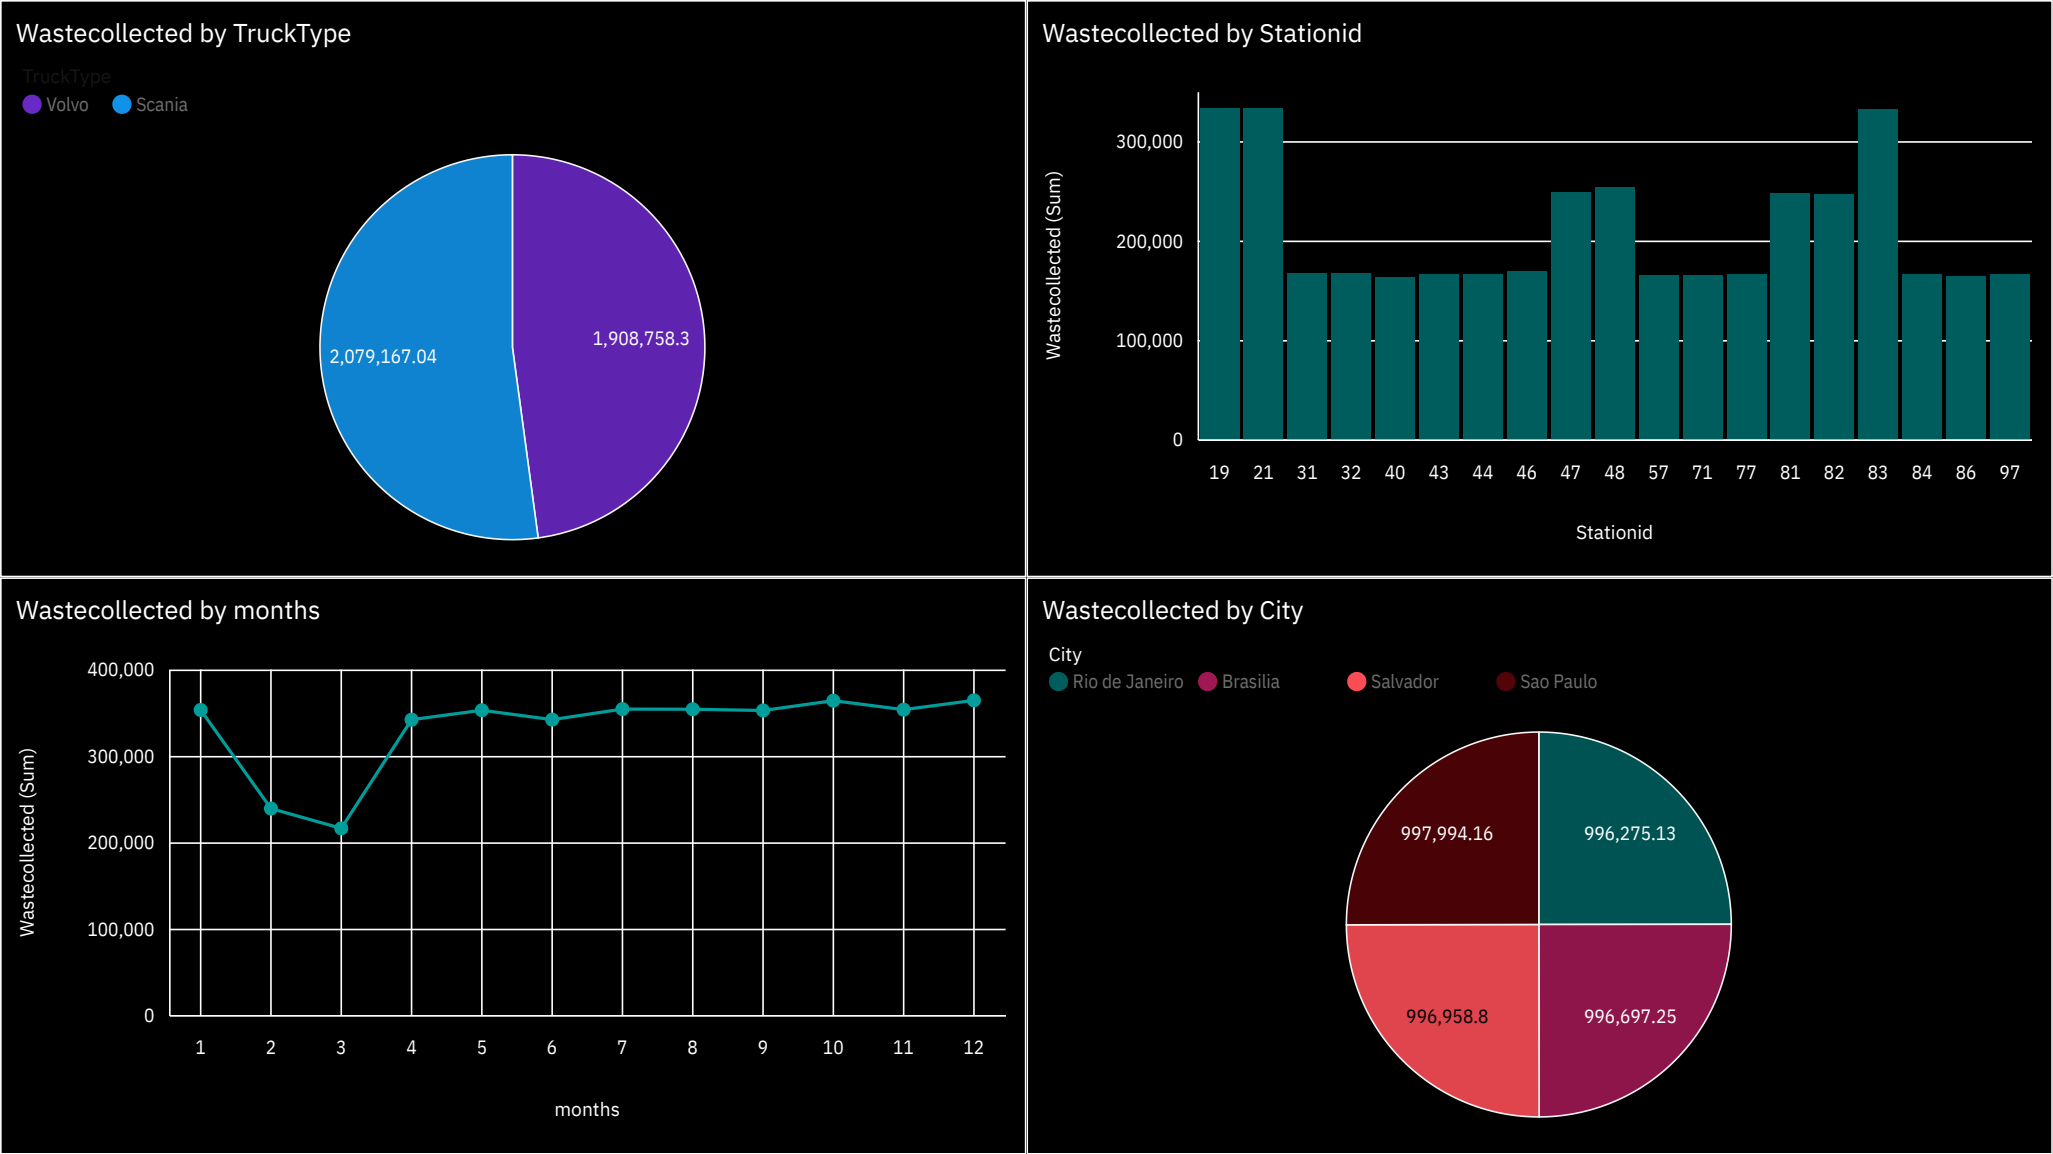 Wastecollected by TruckType
TruckType
Volvo Scania
2,079,167.04
1,908,758.3
Wastecollected by Stationid
Wastecollected (Sum)
300,000
200,000
100,000
0
19 21 31 32 40 43 44 46 47 48 57 71 77 81 82 83 84 86 97
Stationid
Wastecollected by months
Wastecollected (Sum)
400,000
300,000
200,000
100,000
0
1 2 3 4 5 6 7 8 9 10 11 12
months
Wastecollected by City
City
Rio de Janeiro Brasilia Salvador Sao Paulo
997,994.16 996,275.13
996,958.8 996,697.25